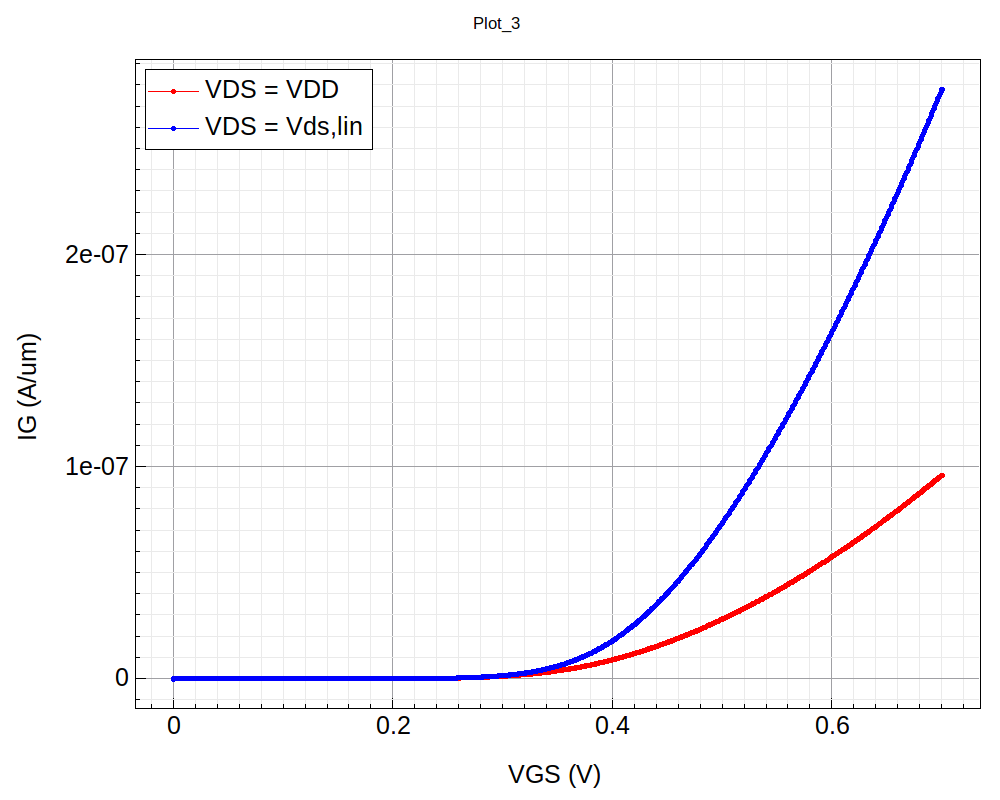 Plot_3
VDS = VDD
VDS = Vds,lin
2e-07
1e-07
0
IG (A/um)
0
0.2
0.4
0.6
VGS (V)